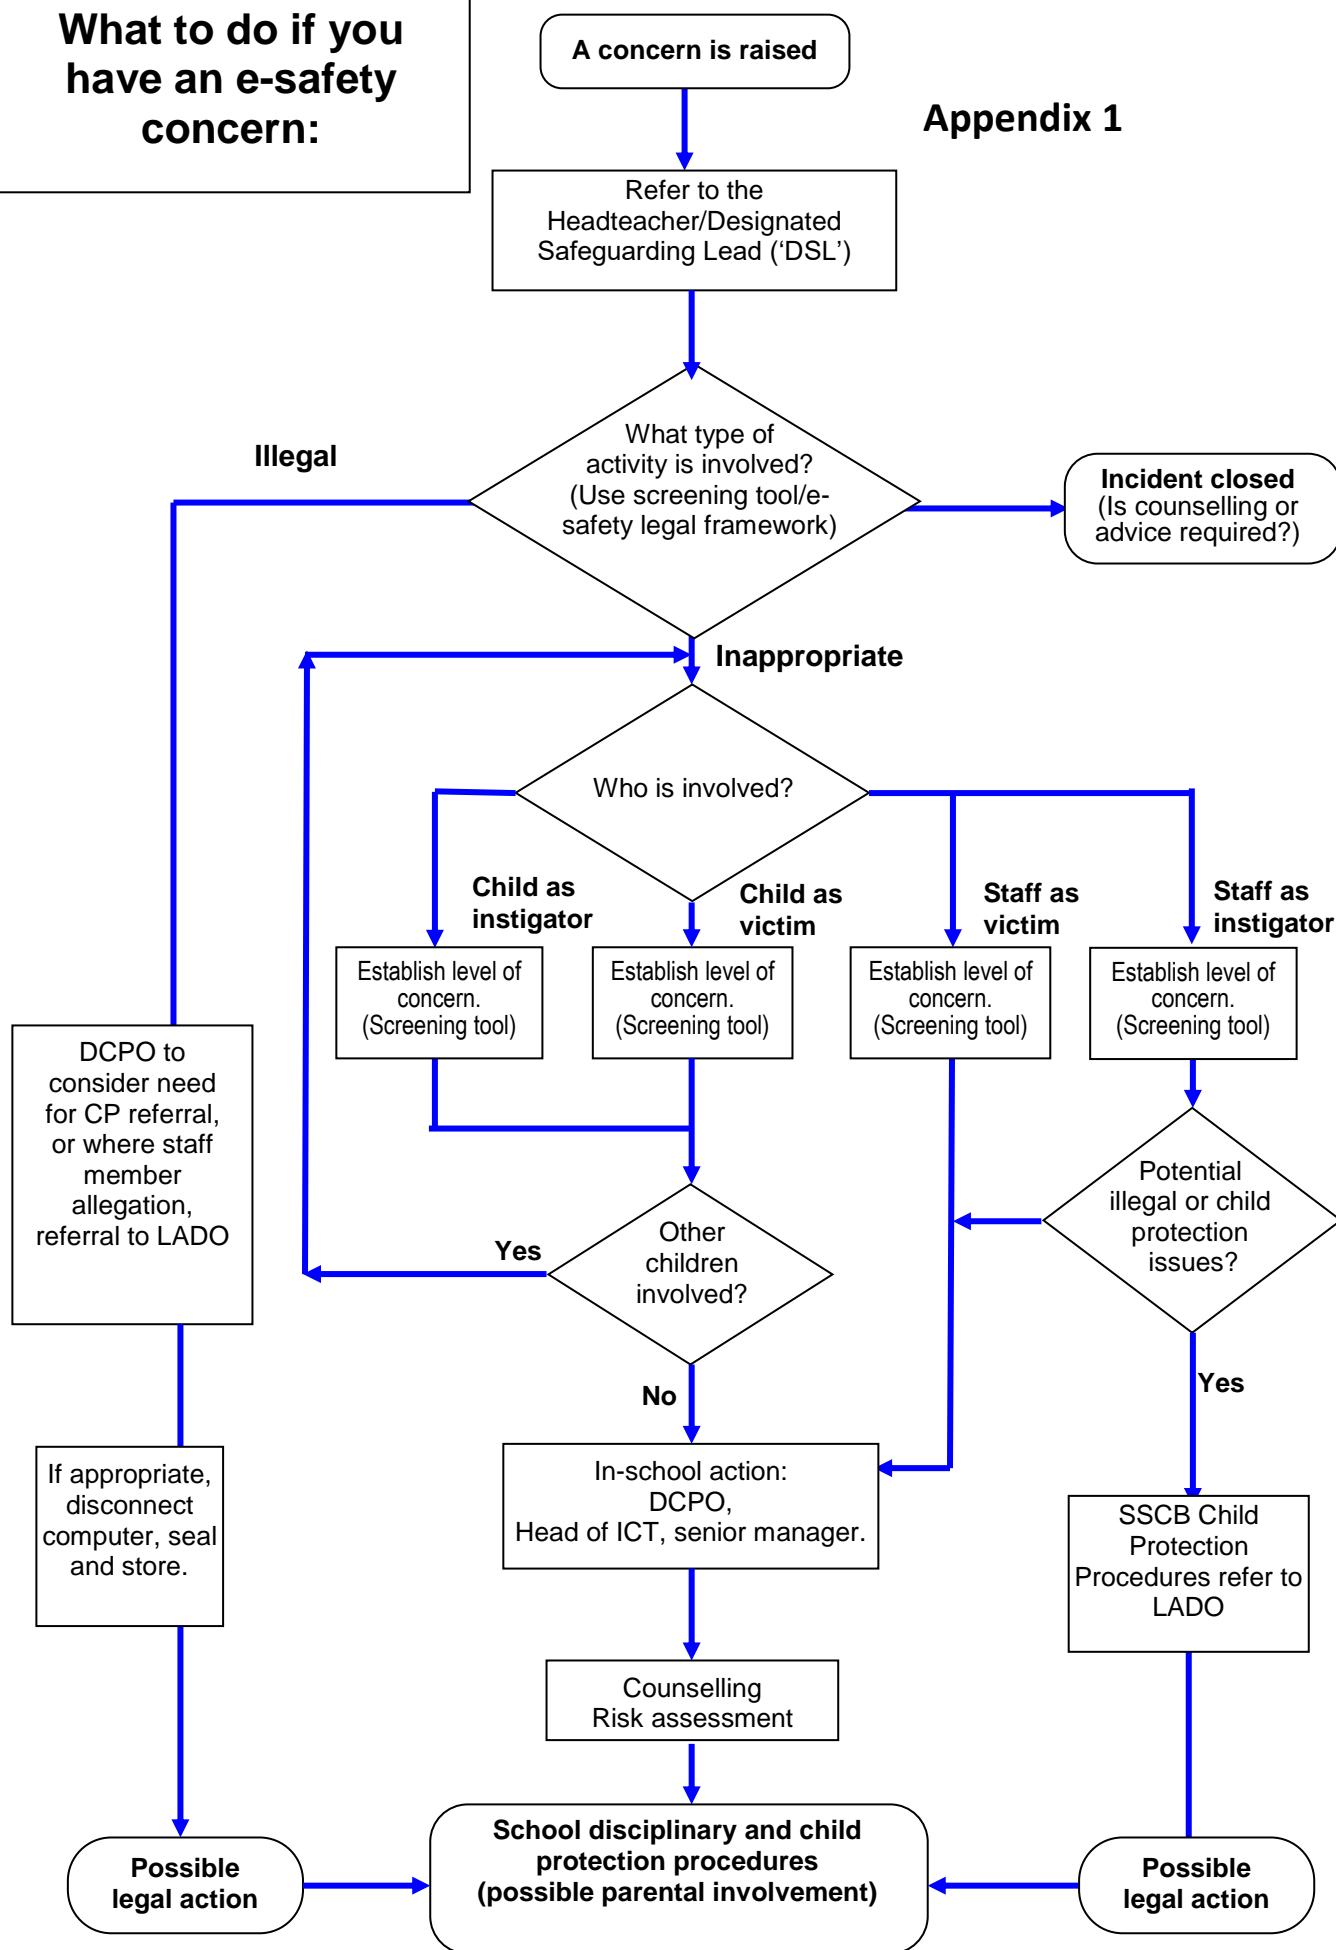 What to do if you
have an e-safety
concern:
A concern is raised
Appendix 1
Refer to the
Headteacher/Designated
Safeguarding Lead (‘DSL’)
What type of
activity is involved?
(Use screening tool/e-
safety legal framework)
Illegal
Incident closed
(Is counselling or
advice required?)
Inappropriate
Who is involved?
Child as
instigator
Child as
victim
Staff as
victim
Staff as
instigator
Establish level of
concern.
(Screening tool)
Establish level of
concern.
(Screening tool)
Establish level of
concern.
(Screening tool)
Establish level of
concern.
(Screening tool)
DCPO to
consider need
for CP referral,
or where staff
member
allegation,
referral to LADO
Other
children
involved?
Yes
No
Potential
illegal or child
protection
issues?
Yes
If appropriate,
disconnect
computer, seal
and store.
In-school action:
DCPO,
Head of ICT, senior manager.
SSCB Child
Protection
Procedures refer to
LADO
Counselling
Risk assessment
Possible
legal action
School disciplinary and child
protection procedures
(possible parental involvement)
Possible
legal action